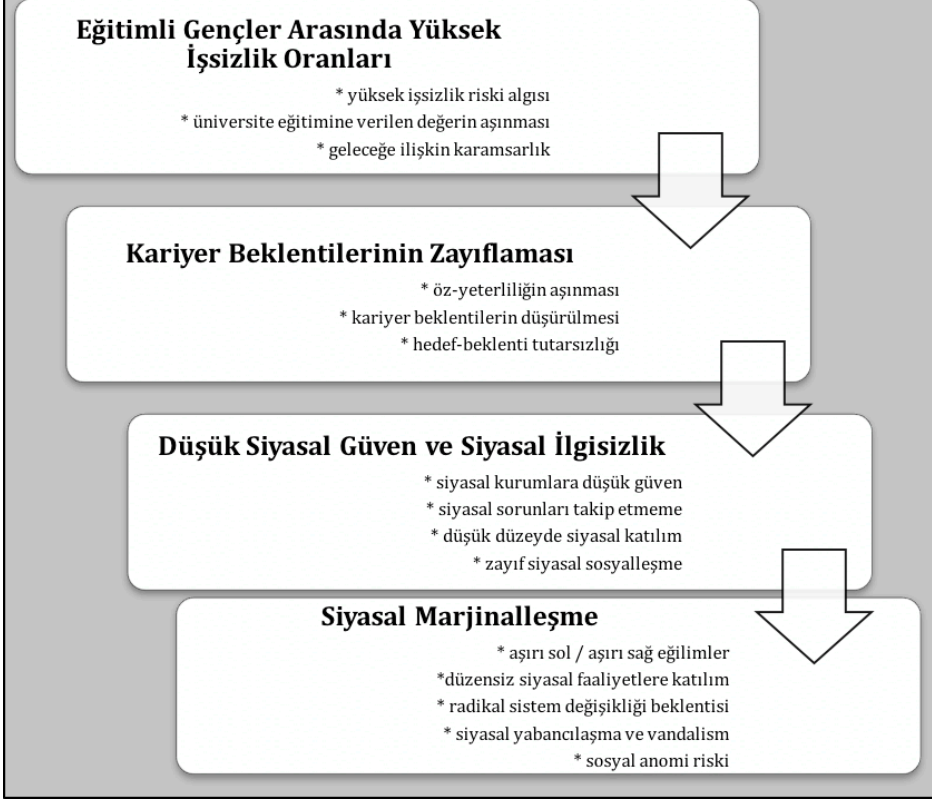 Eğitimli Gençler Arasında Yüksek
İşsizlik Oranları
* yüksek işsizlik riski algısı
* üniversite eğitimine verilen değerin aşınması
* geleceğe ilişkin karamsarlık
Kariyer Beklentilerinin Zayıflaması
* öz-yeterliliğin aşınması
* kariyer beklentilerin düşürülmesi
* hedef-beklenti tutarsızlığı
Düşük Siyasal Güven ve Siyasal İlgisizlik
* siyasal kurumlara düşük güven
* siyasal sorunları takip etmeme
* düşük düzeyde siyasal katılım
* zayıf siyasal sosyalleşme
Siyasal Marjinalleşme
* aşırı sol / aşırı sağ eğilimler
*düzensiz siyasal faaliyetlere katılım
* radikal sistem değişikliği beklentisi
* siyasal yabancılaşma ve vandalism
* sosyal anomi riski